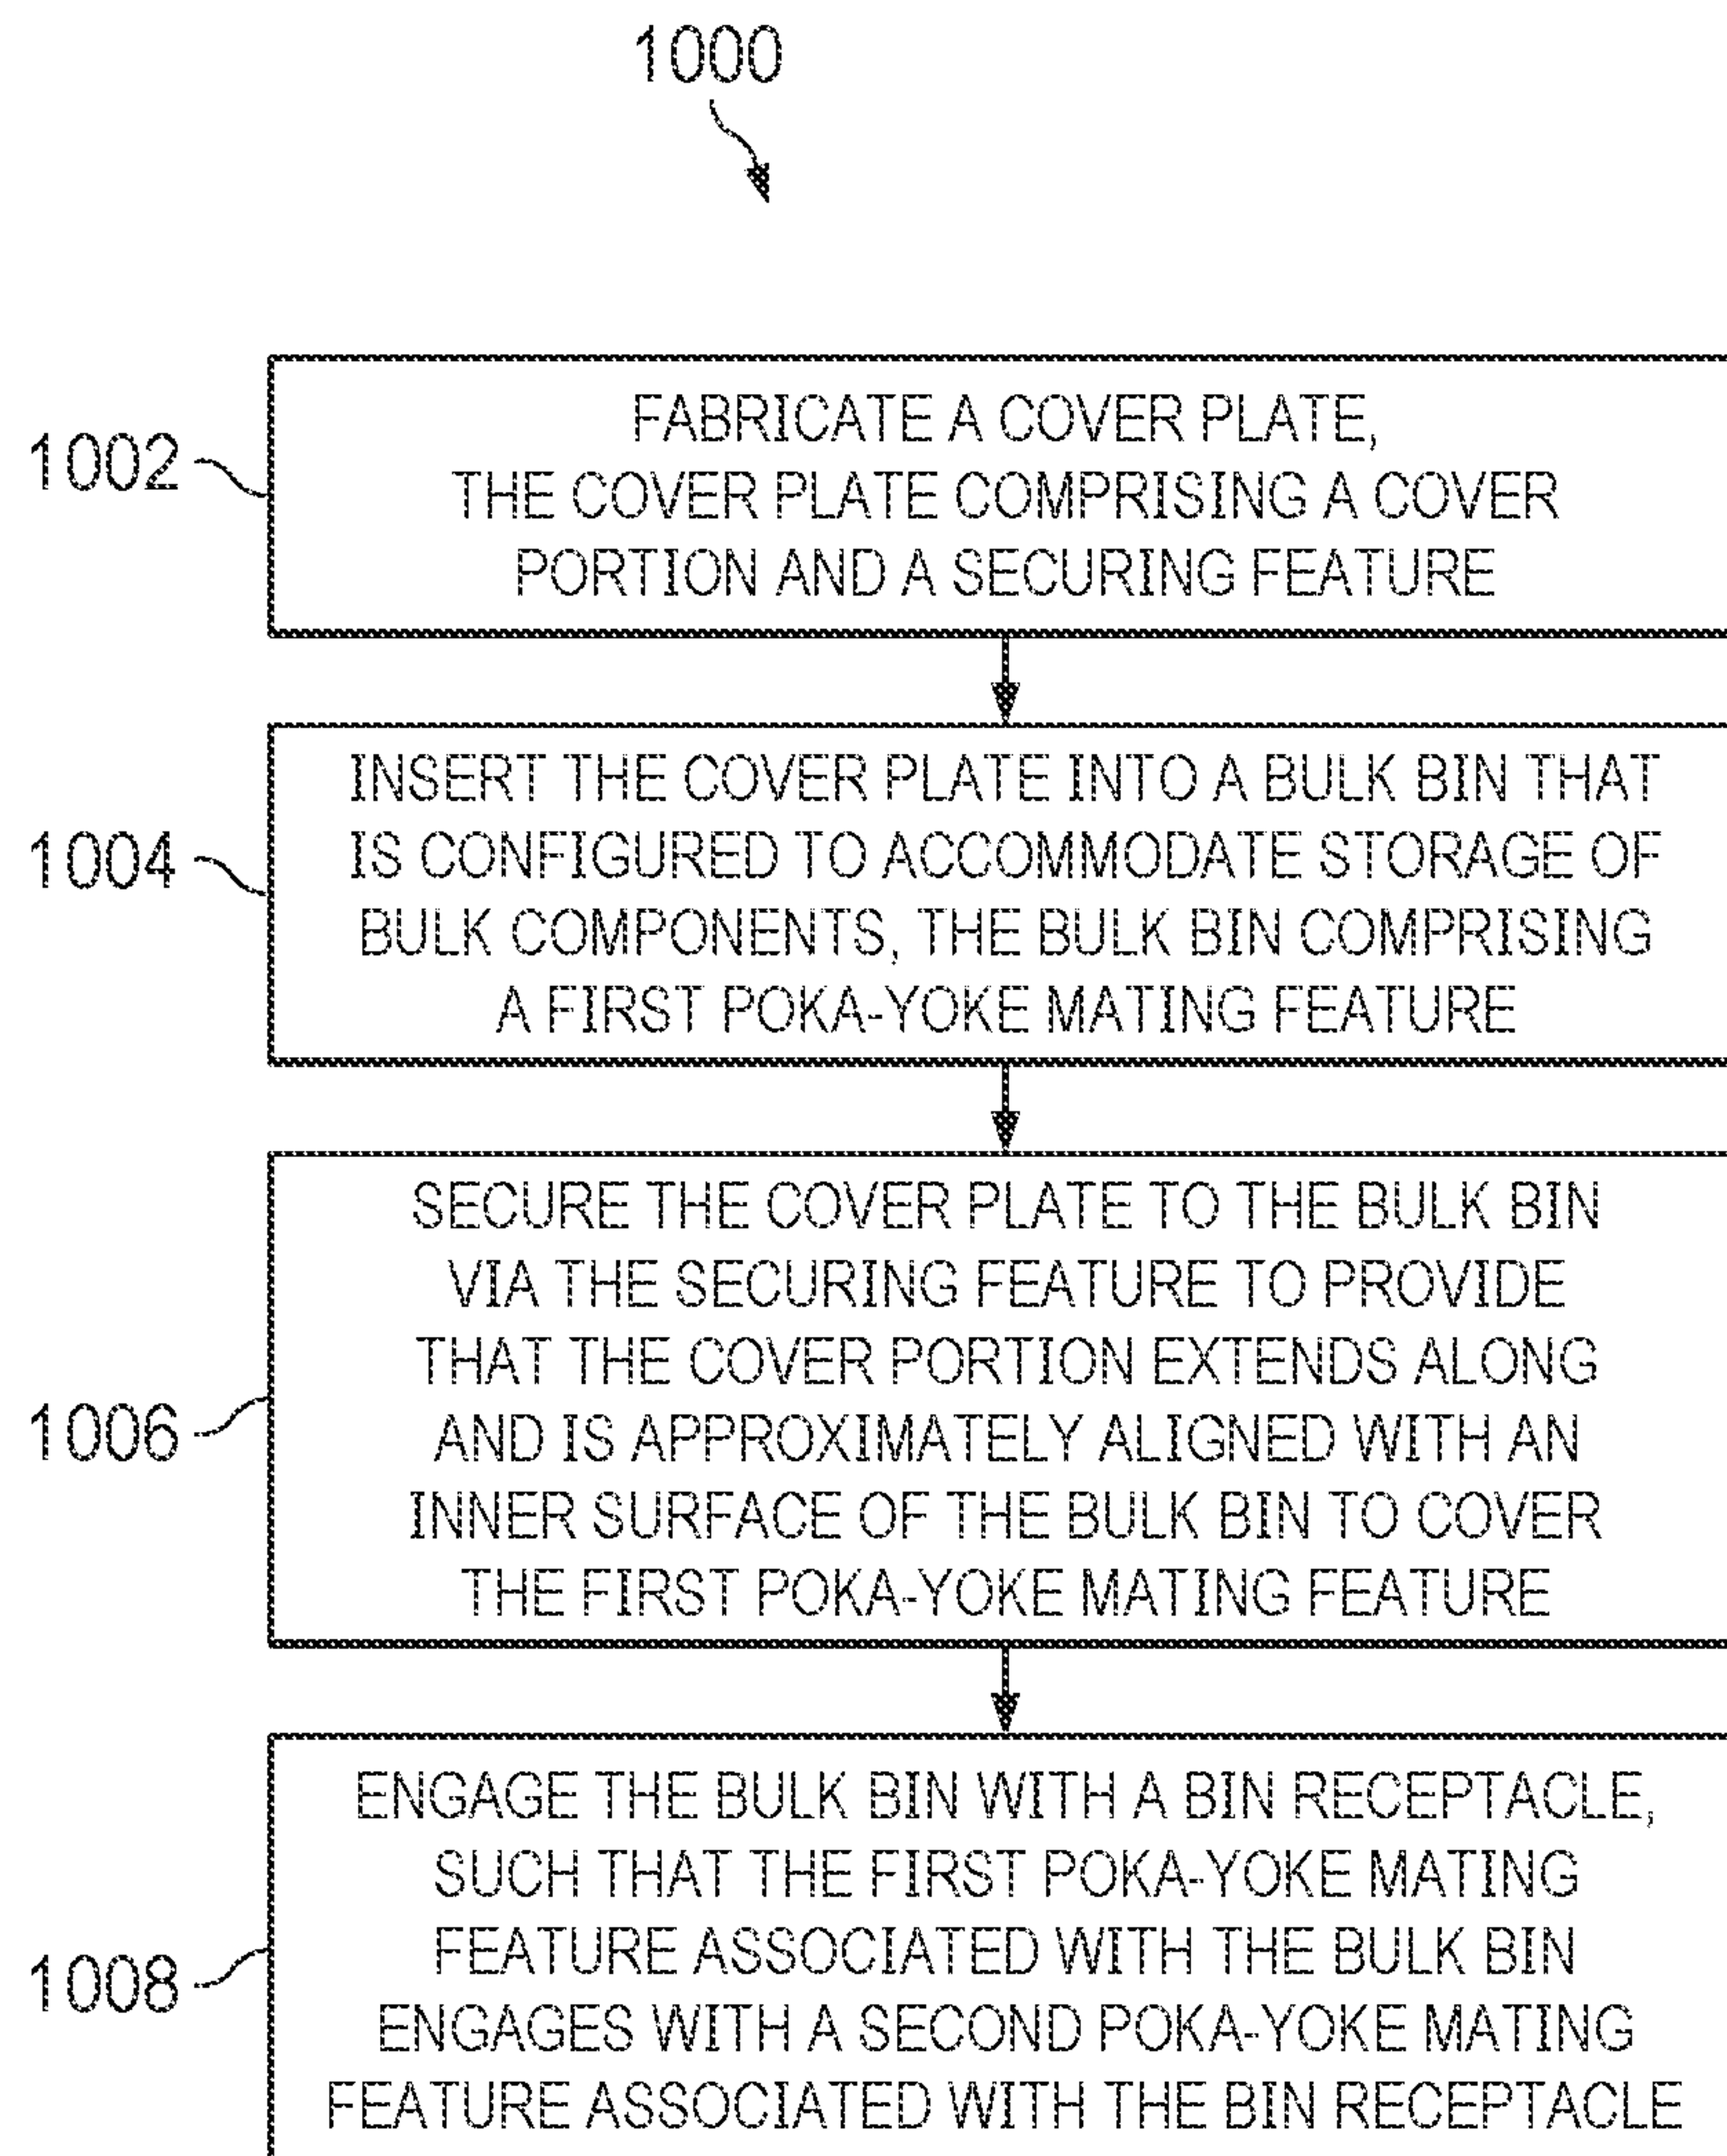 1000
1002
FABRICATE A COVER PLATE,
THE COVER PLATE COMPRISING A COVER
PORTION AND A SECURING FEATURE
1004
INSERT THE COVER PLATE INTO A BULK BIN THAT
IS CONFIGURED TO ACCOMMODATE STORAGE OF
BULK COMPONENTS, THE BULK BIN COMPRISING
A FIRST POKA-YOKE MATING FEATURE
1006
SECURE THE COVER PLATE TO THE BULK BIN
VIA THE SECURING FEATURE TO PROVIDE
THAT THE COVER PORTION EXTENDS ALONG
AND IS APPROXIMATELY ALIGNED WITH AN
INNER SURFACE OF THE BULK BIN TO COVER
THE FIRST POKA-YOKE MATING FEATURE
1008
ENGAGE THE BULK BIN WITH A BIN RECEPTACLE,
SUCH THAT THE FIRST POKA-YOKE MATING
FEATURE ASSOCIATED WITH THE BULK BIN
ENGAGES WITH A SECOND POKA-YOKE MATING
FEATURE ASSOCIATED WITH THE BIN RECEPTACLE